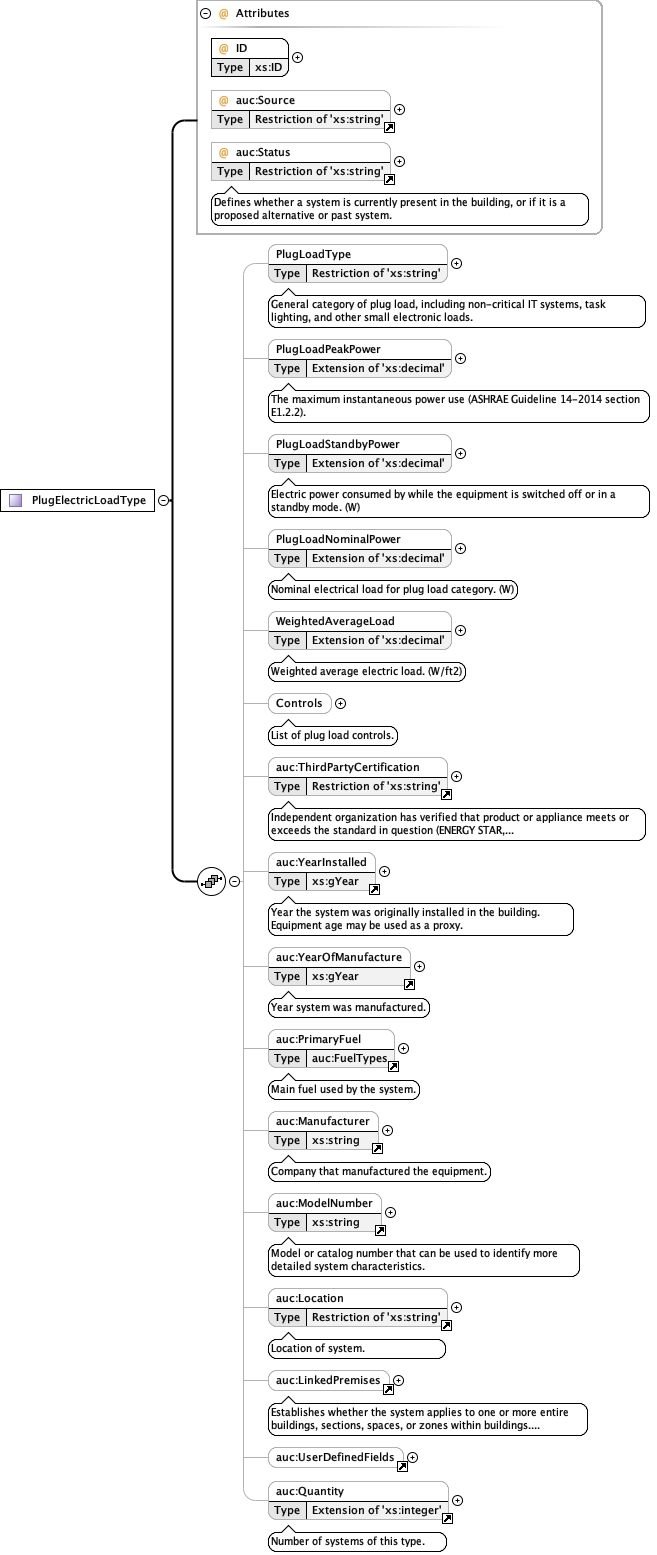 @ Attributes
@ ID
Type xs:ID
@ auc:Source
Type Restriction of 'xs:string'
@ auc:Status
Type Restriction of 'xs:string'
Defines whether a system is currently present in the building, or if it is a
proposed alternative or past system.
PlugLoadType
Type Restriction of 'xs:string'
General category of plug load, including non-critical IT systems, task
lighting, and other small electronic loads.
PlugLoadPeakPower
Type Extension of 'xs:decimal'
The maximum instantaneous power use (ASHRAE Guideline 14-2014 section
E1.2.2).
PlugLoadStandbyPower
Type Extension of 'xs:decimal'
Electric power consumed by while the equipment is switched off or in a
standby mode. (W)
PlugElectricLoadType
PlugLoadNominalPower
Type Extension of 'xs:decimal'
Nominal electrical load for plug load category. (W)
WeightedAverageLoad
Type Extension of 'xs:decimal'
Weighted average electric load. (W/ft2)
Controls
List of plug load controls.
auc:ThirdPartyCertification
Type Restriction of 'xs:string'
Independent organization has verified that product or appliance meets or
exceeds the standard in question (ENERGY STAR,...
auc:YearInstalled
Type xs:gYear
Year the system was originally installed in the building.
Equipment age may be used as a proxy.
auc:YearOfManufacture
Type xs:gYear
Year system was manufactured.
auc:PrimaryFuel
Type auc:FuelTypes
Main fuel used by the system.
auc:Manufacturer
Type xs:string
Company that manufactured the equipment.
auc:ModelNumber
Type xs:string
Model or catalog number that can be used to identify more
detailed system characteristics.
auc:Location
Type Restriction of 'xs:string'
Location of system.
auc:LinkedPremises
Establishes whether the system applies to one or more entire
buildings, sections, spaces, or zones within buildings....
auc:UserDefinedFields
auc:Quantity
Type Extension of 'xs:integer'
Number of systems of this type.